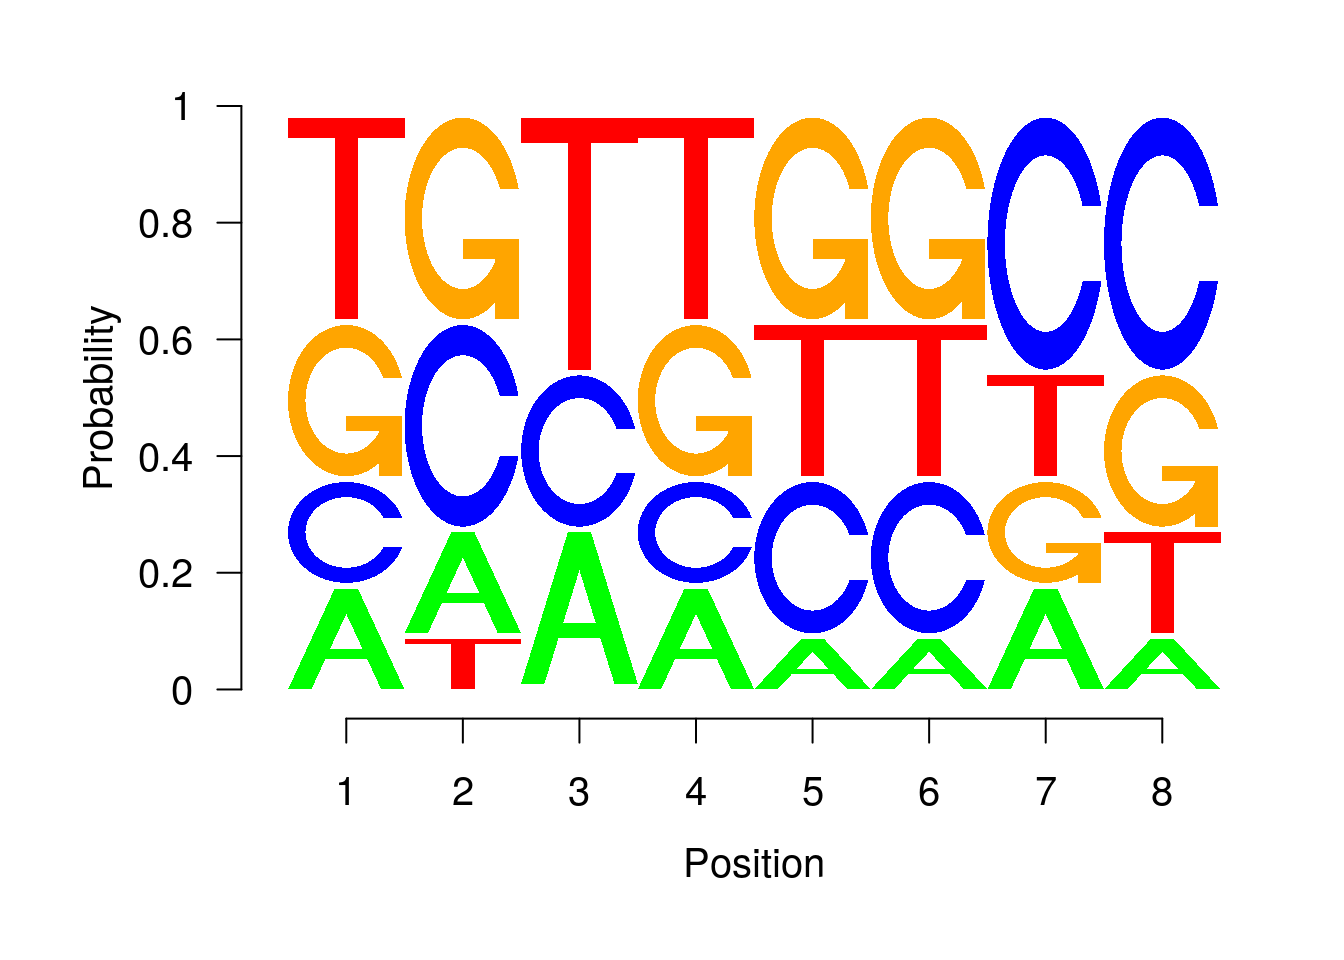 1
0.8
0.6
0.4
0.2
0
Probability
T G T T G G C C
G C C G T T T G
C A A C C C G T
A T A A A A A
1 2 3 4 5 6 7 8
Position